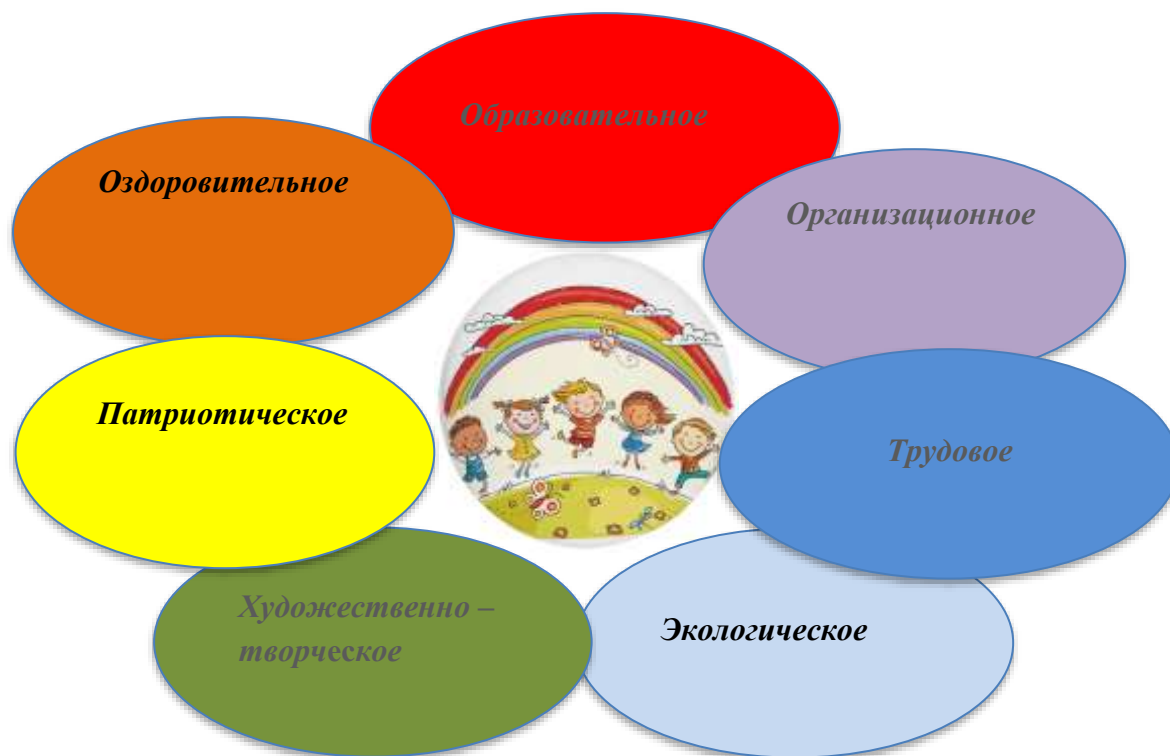 Образовательное
Оздоровительное
Организационное
Патриотическое
Трудовое
Художественно –
творческое
Экологическое